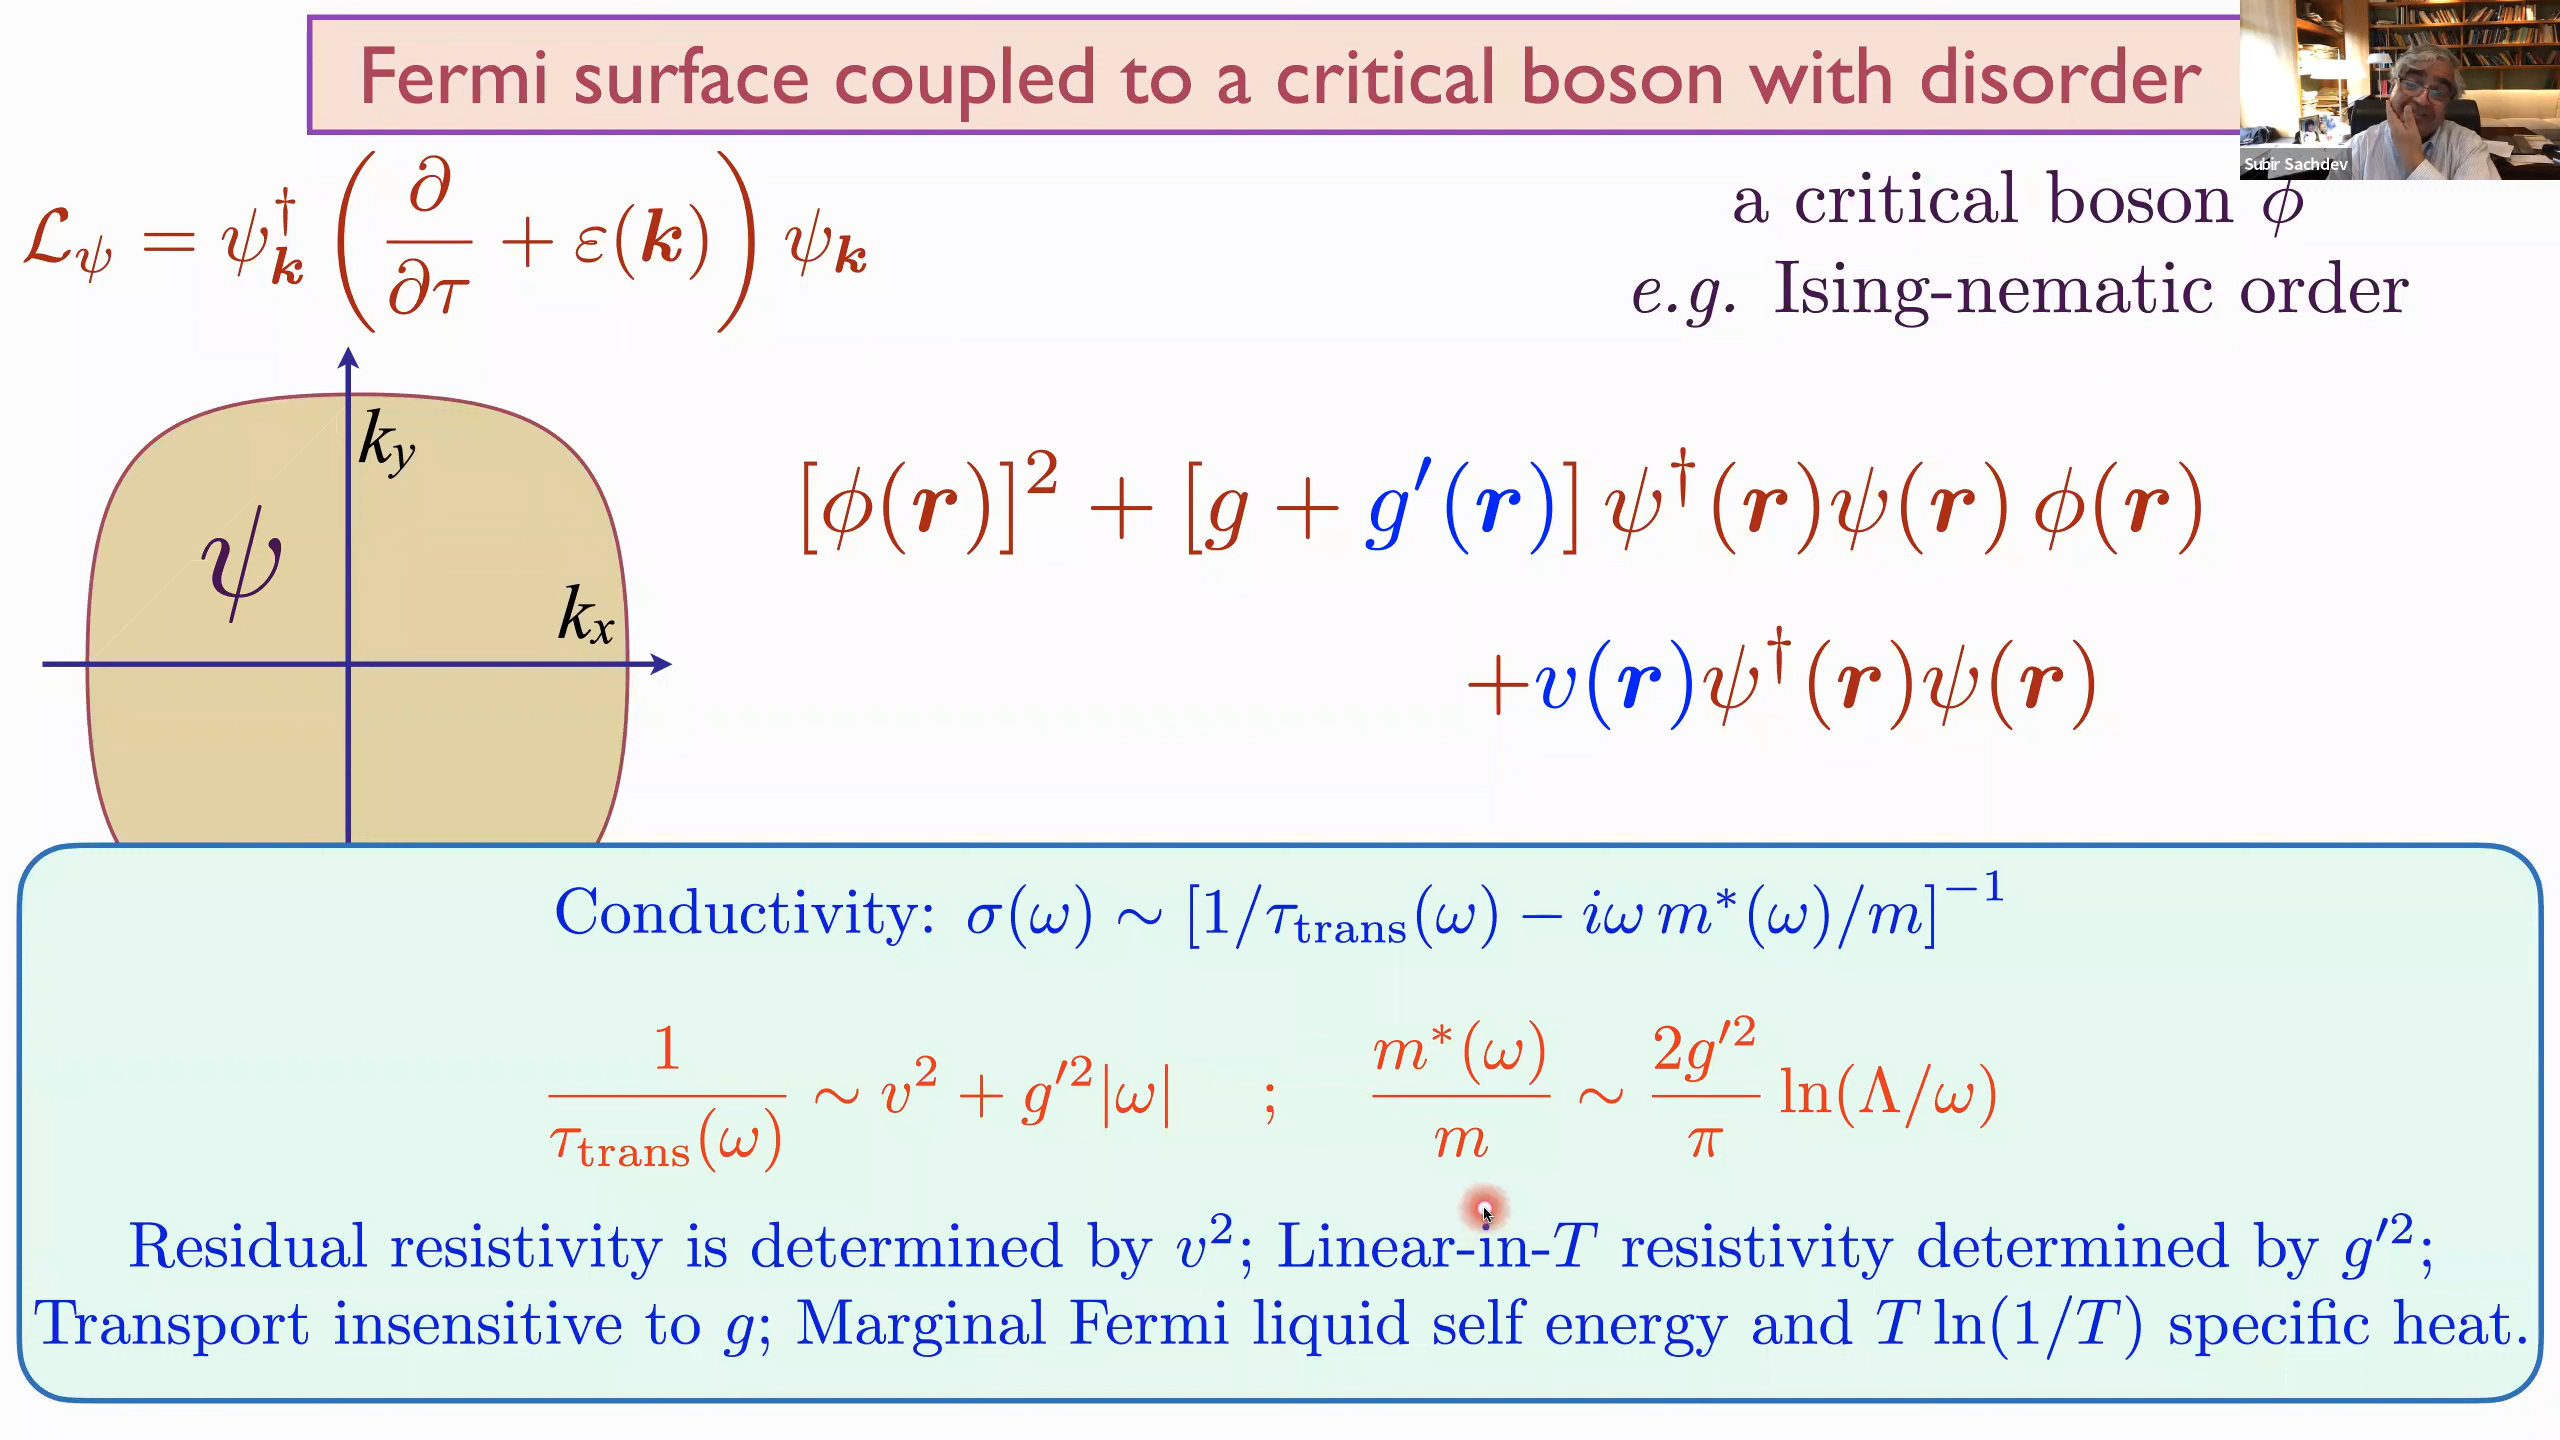 Fermi surface coupled to a critical boson with disorder
Subir Sachdev
ℒ_ψ = ψ_𝒌^† ( ∂/∂τ + ε(𝒌) ) ψ_𝒌
a critical boson ϕ
e.g. Ising-nematic order
k_y
ψ
k_x
[ϕ(𝒓)]^2 + [g + g′(𝒓)] ψ^†(𝒓)ψ(𝒓) ϕ(𝒓)
+v(𝒓)ψ^†(𝒓)ψ(𝒓)
Conductivity: σ(ω) ∼ [1/τ_trans(ω) − iω m*(ω)/m]^−1
1/τ_trans(ω) ∼ v^2 + g′^2|ω| ; m*(ω)/m ∼ 2g′^2/π ln(Λ/ω)
Residual resistivity is determined by v^2; Linear-in-T resistivity determined by g′^2;
Transport insensitive to g; Marginal Fermi liquid self energy and T ln(1/T) specific heat.